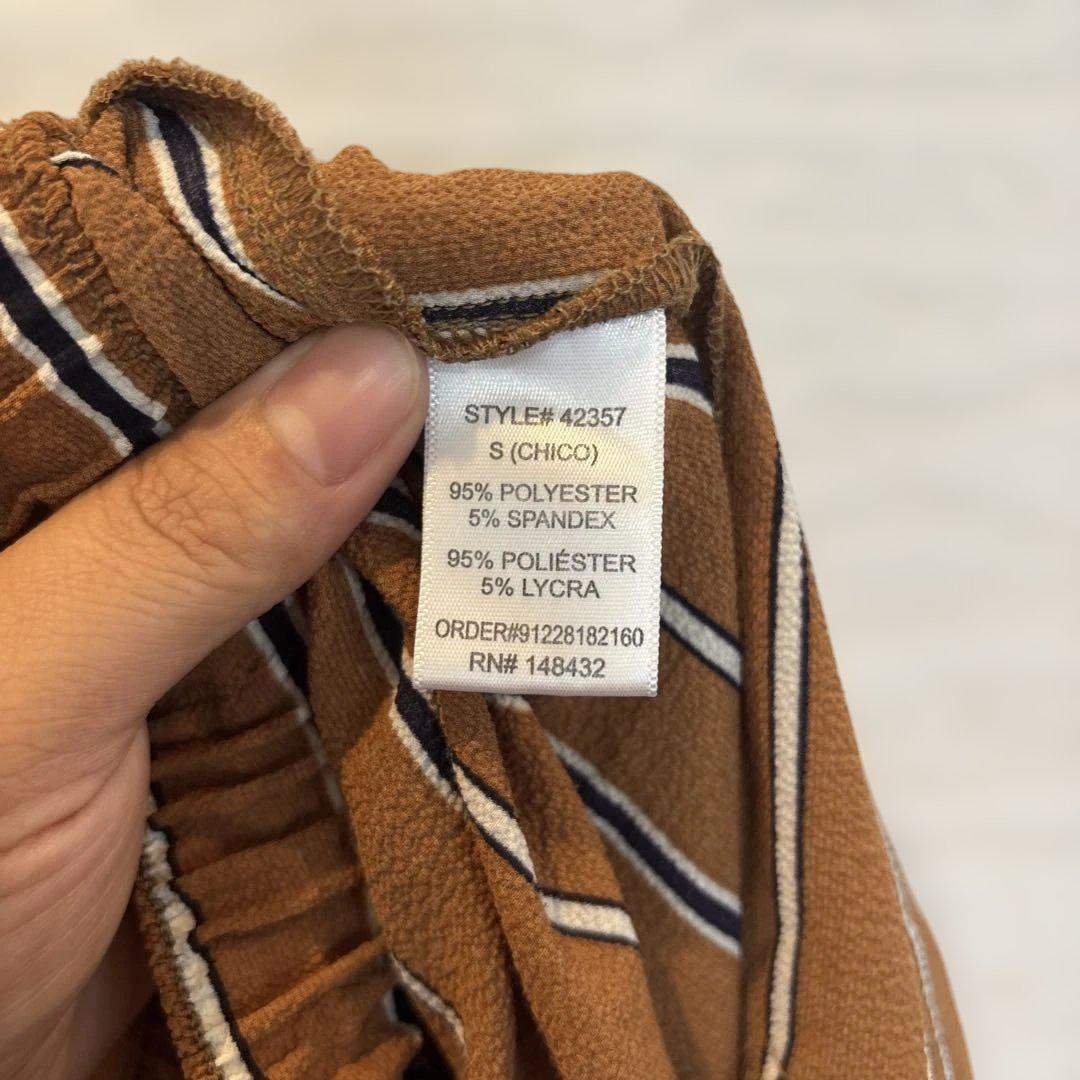 STYLE# 42357
S (CHICO)
95% POLYESTER
5% SPANDEX
95% POLIÉSTER
5% LYCRA
ORDER#91228182160
RN# 148432